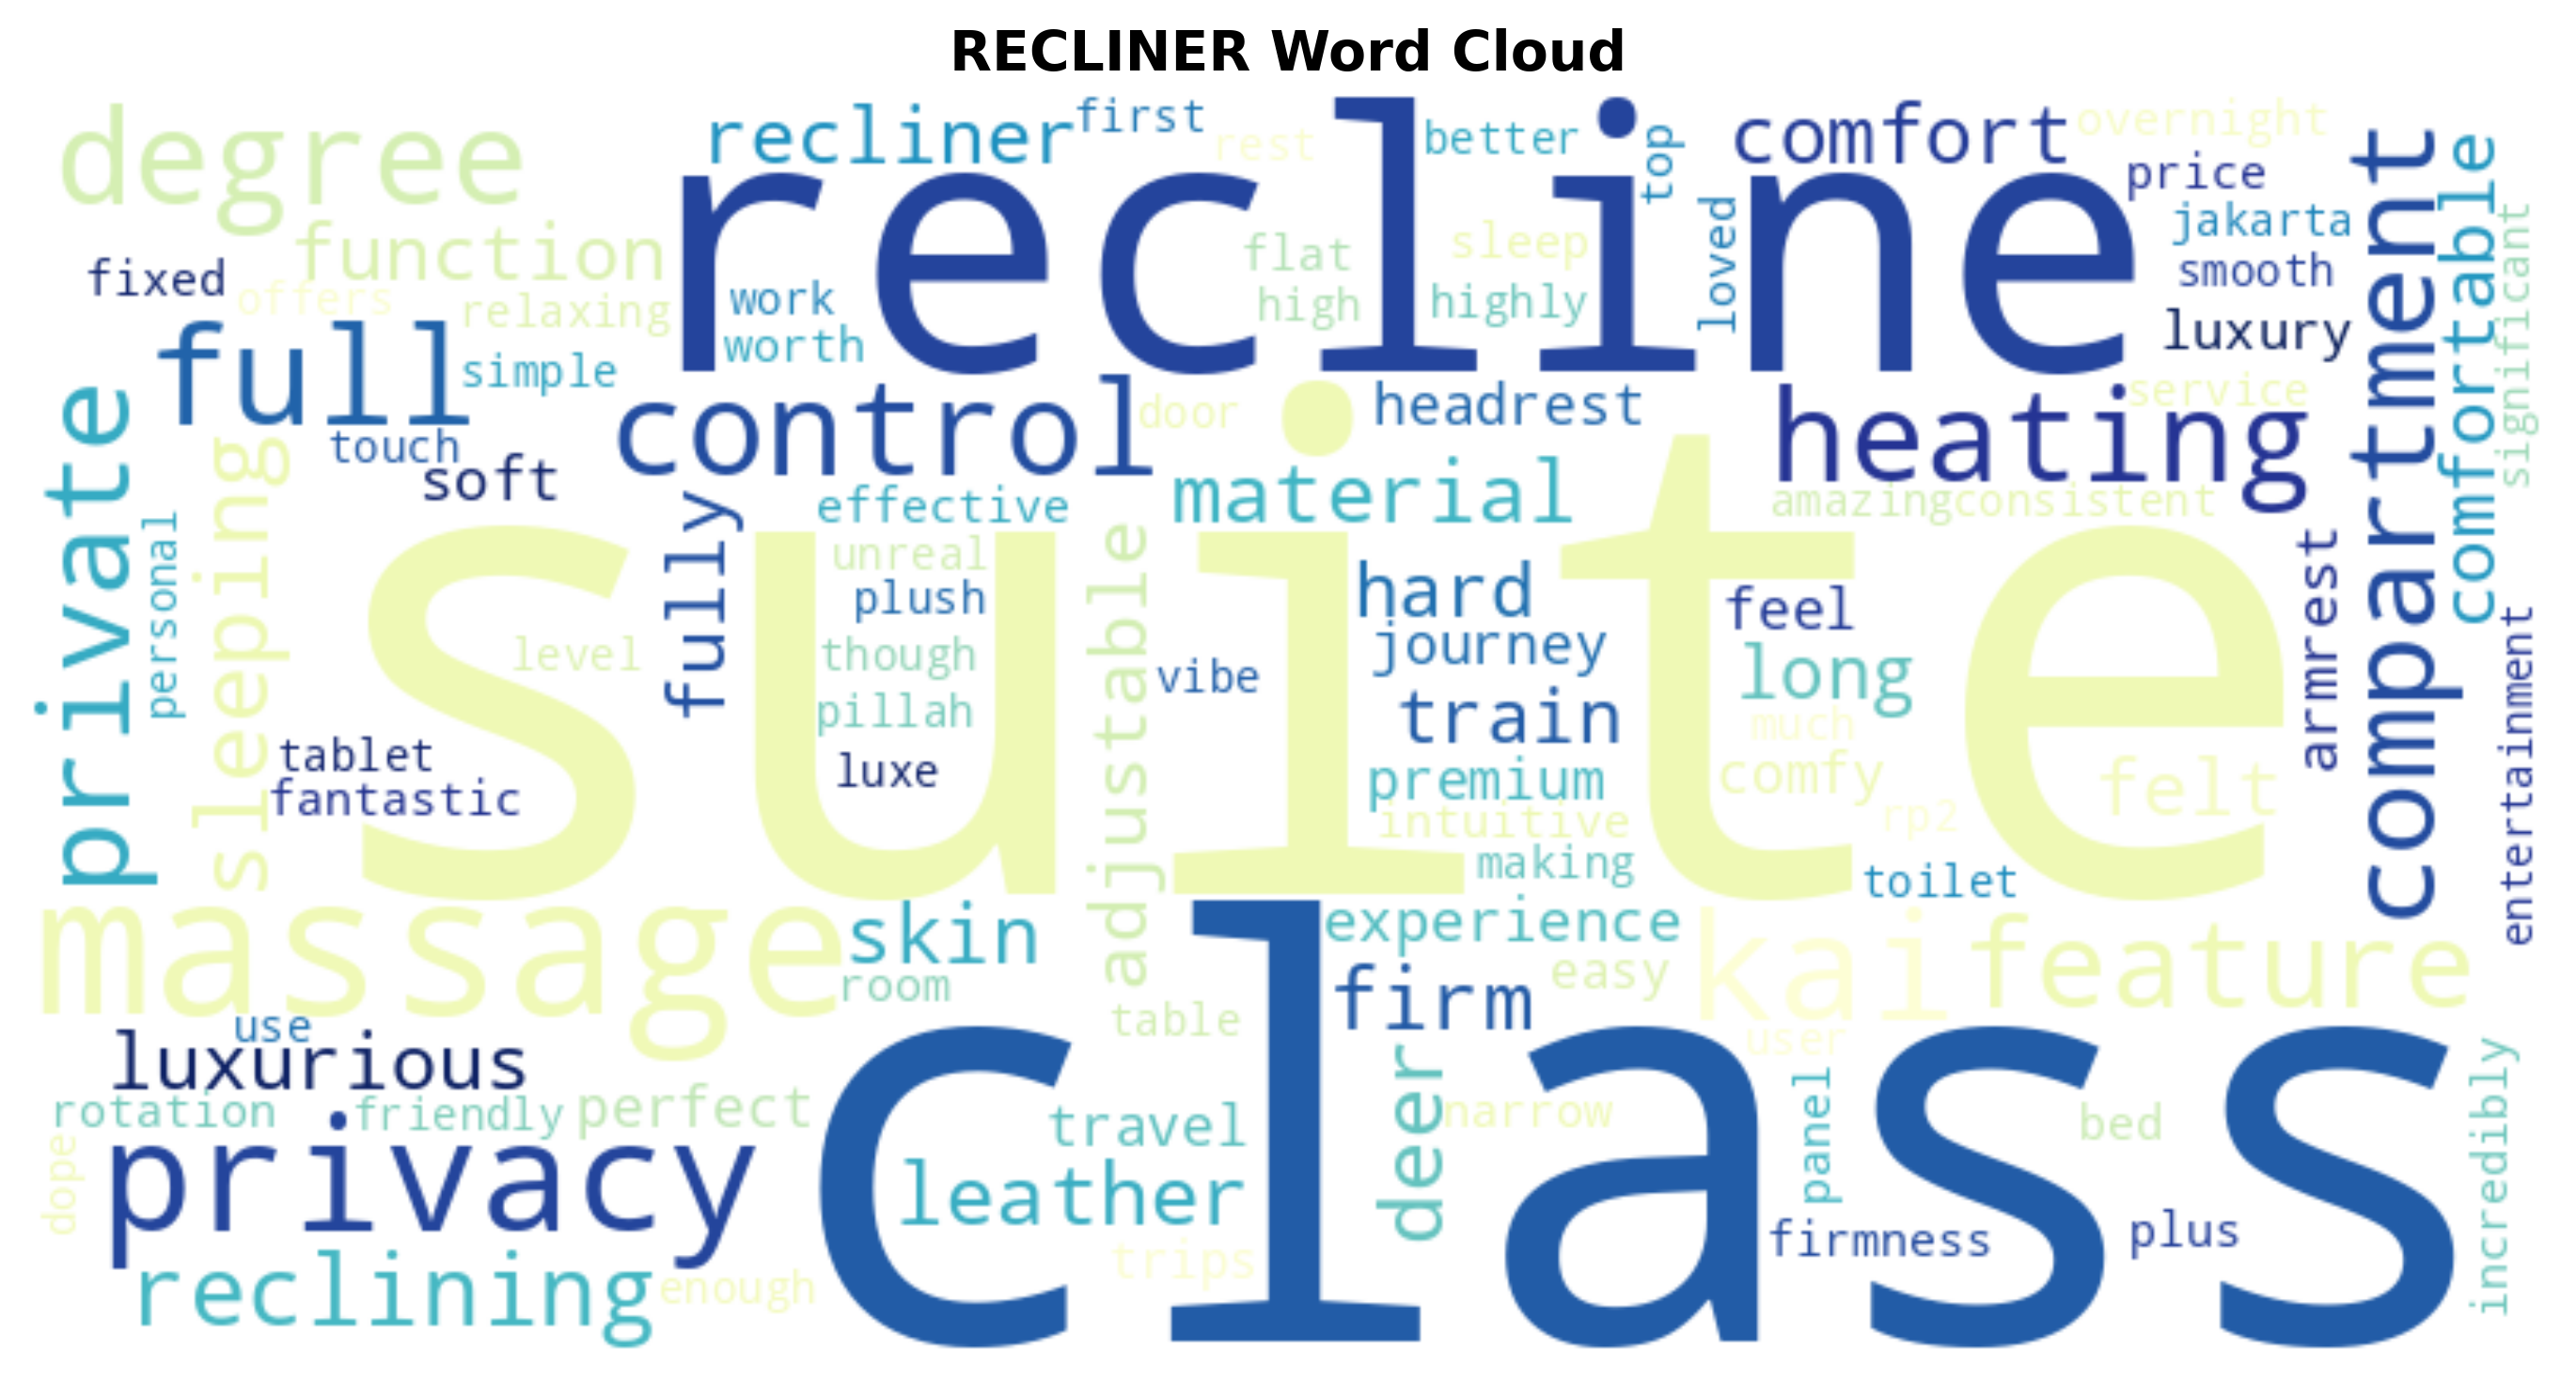 RECLINER Word Cloud
degree
recliner
first
rest
recline
better
top
comfort
overnight
price
jakarta
smooth
luxury
service
compartment
comfortable
significant
function
fixed
offers
relaxing
work
worth
flat
high
sleep
highly
loved
full
simple
touch
soft
control
door
headrest
heating
private
personal
sleeping
fully
effective
material
amazing
consistent
suite
unreal
plush
though
pillah
luxe
level
adjustable
vibe
hard
journey
train
premium
intuitive
making
feel
long
much
comfy
rp2
felt
toilet
armrest
entertainment
tablet
fantastic
massage
skin
room
table
experience
firm
easy
kai
feature
user
use
luxurious
rotation
friendly
perfect
dope
privacy
reclining
enough
class
travel
leather
trips
deer
narrow
panel
bed
firmness
plus
incredibly